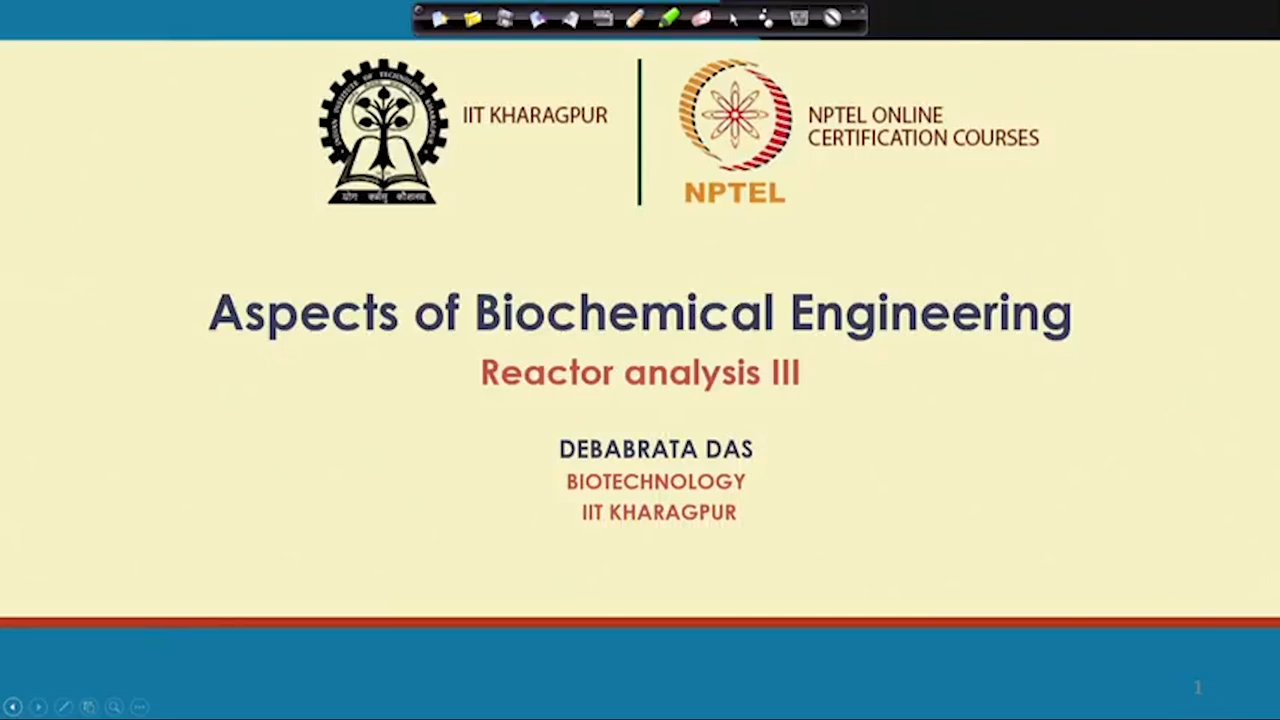 IIT KHARAGPUR
NPTEL ONLINE
CERTIFICATION COURSES
NPTEL
Aspects of Biochemical Engineering
Reactor analysis III
DEBABRATA DAS
BIOTECHNOLOGY
IIT KHARAGPUR
1